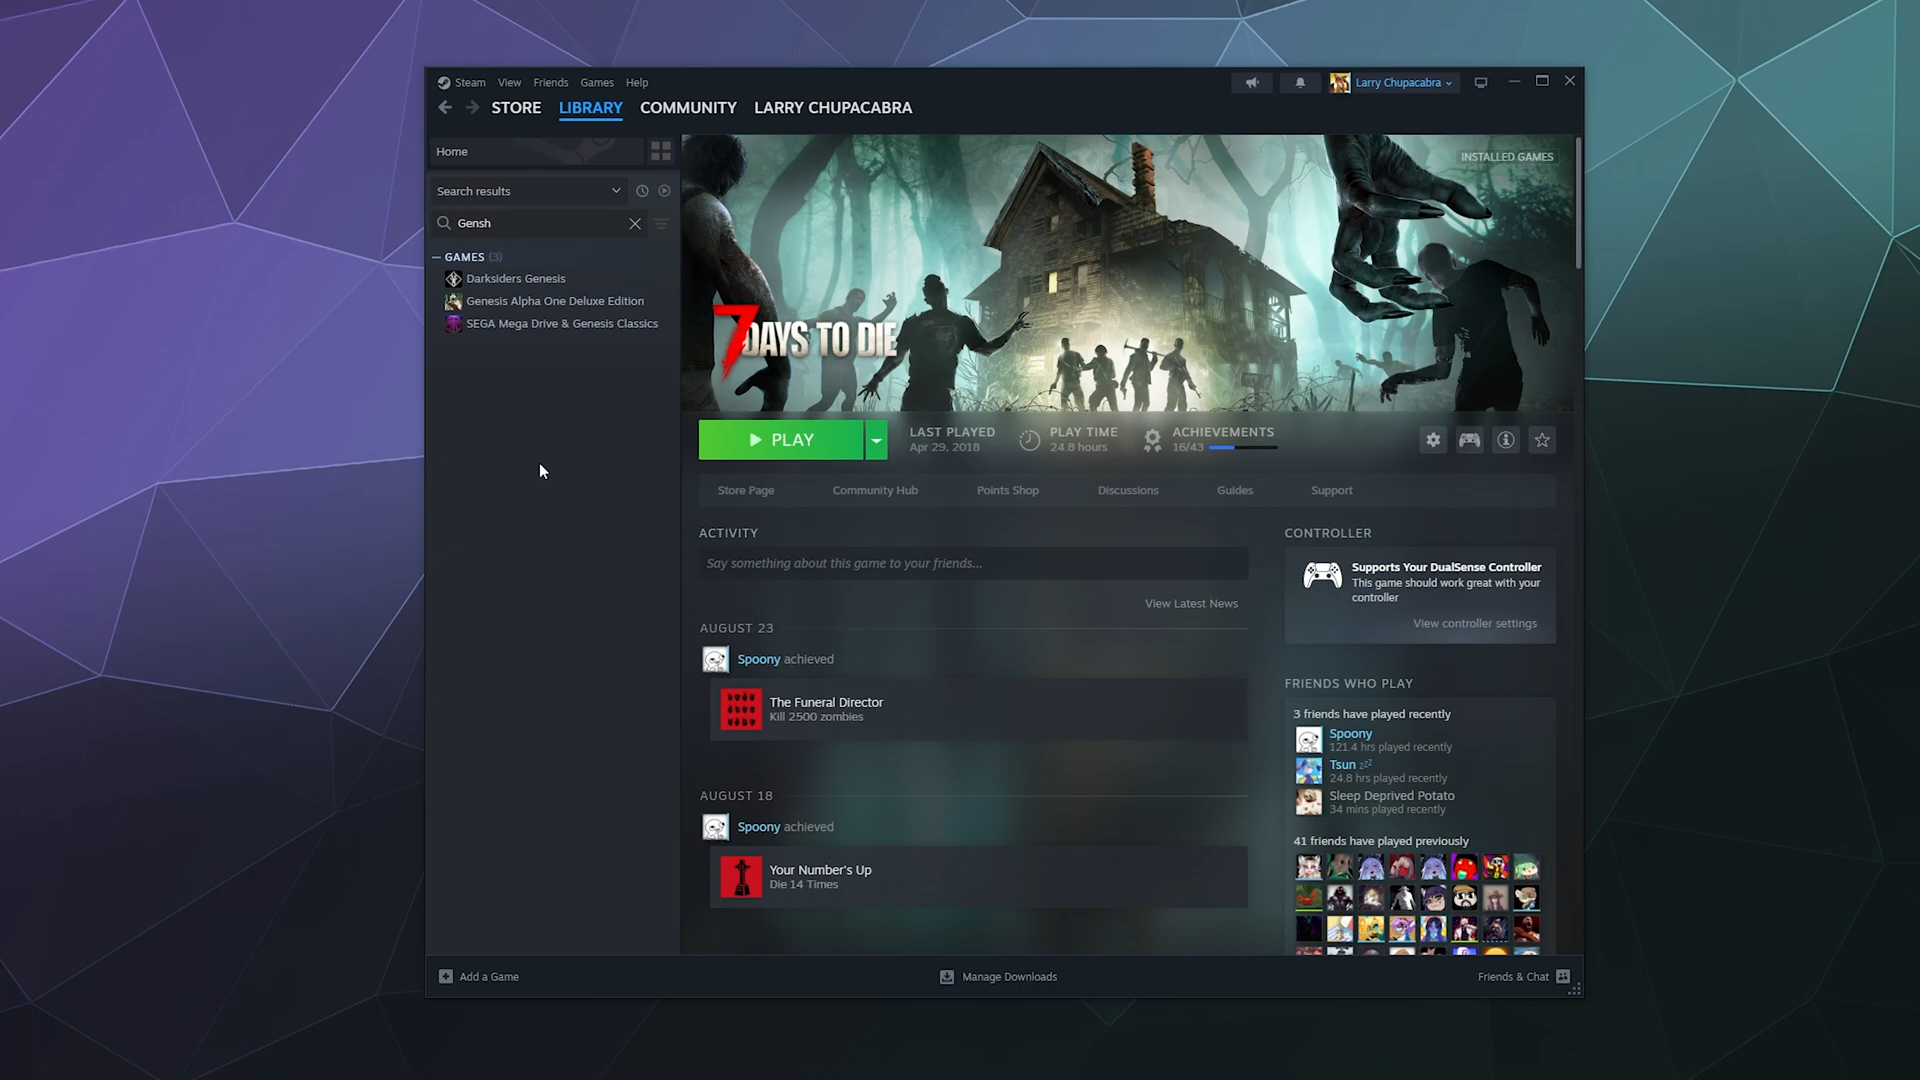 Steam View Friends Games Help
Larry Chupacabra
STORE LIBRARY COMMUNITY LARRY CHUPACABRA
Home
INSTALLED GAMES
Search results
Gensh
GAMES (3)
Darksiders Genesis
Genesis Alpha One Deluxe Edition
SEGA Mega Drive & Genesis Classics
7 DAYS TO DIE
PLAY
LAST PLAYED
Apr 29, 2018
PLAY TIME
24.8 hours
ACHIEVEMENTS
16/43
Store Page Community Hub Points Shop Discussions Guides Support
ACTIVITY
Say something about this game to your friends...
View Latest News
AUGUST 23
Spoony achieved
The Funeral Director
Kill 2500 zombies
AUGUST 18
Spoony achieved
Your Number's Up
Die 14 Times
CONTROLLER
Supports Your DualSense Controller
This game should work great with your
controller
View controller settings
FRIENDS WHO PLAY
3 friends have played recently
Spoony
121.4 hrs played recently
Tsun zzz
24.8 hrs played recently
Sleep Deprived Potato
34 mins played recently
41 friends have played previously
Add a Game
Manage Downloads
Friends & Chat